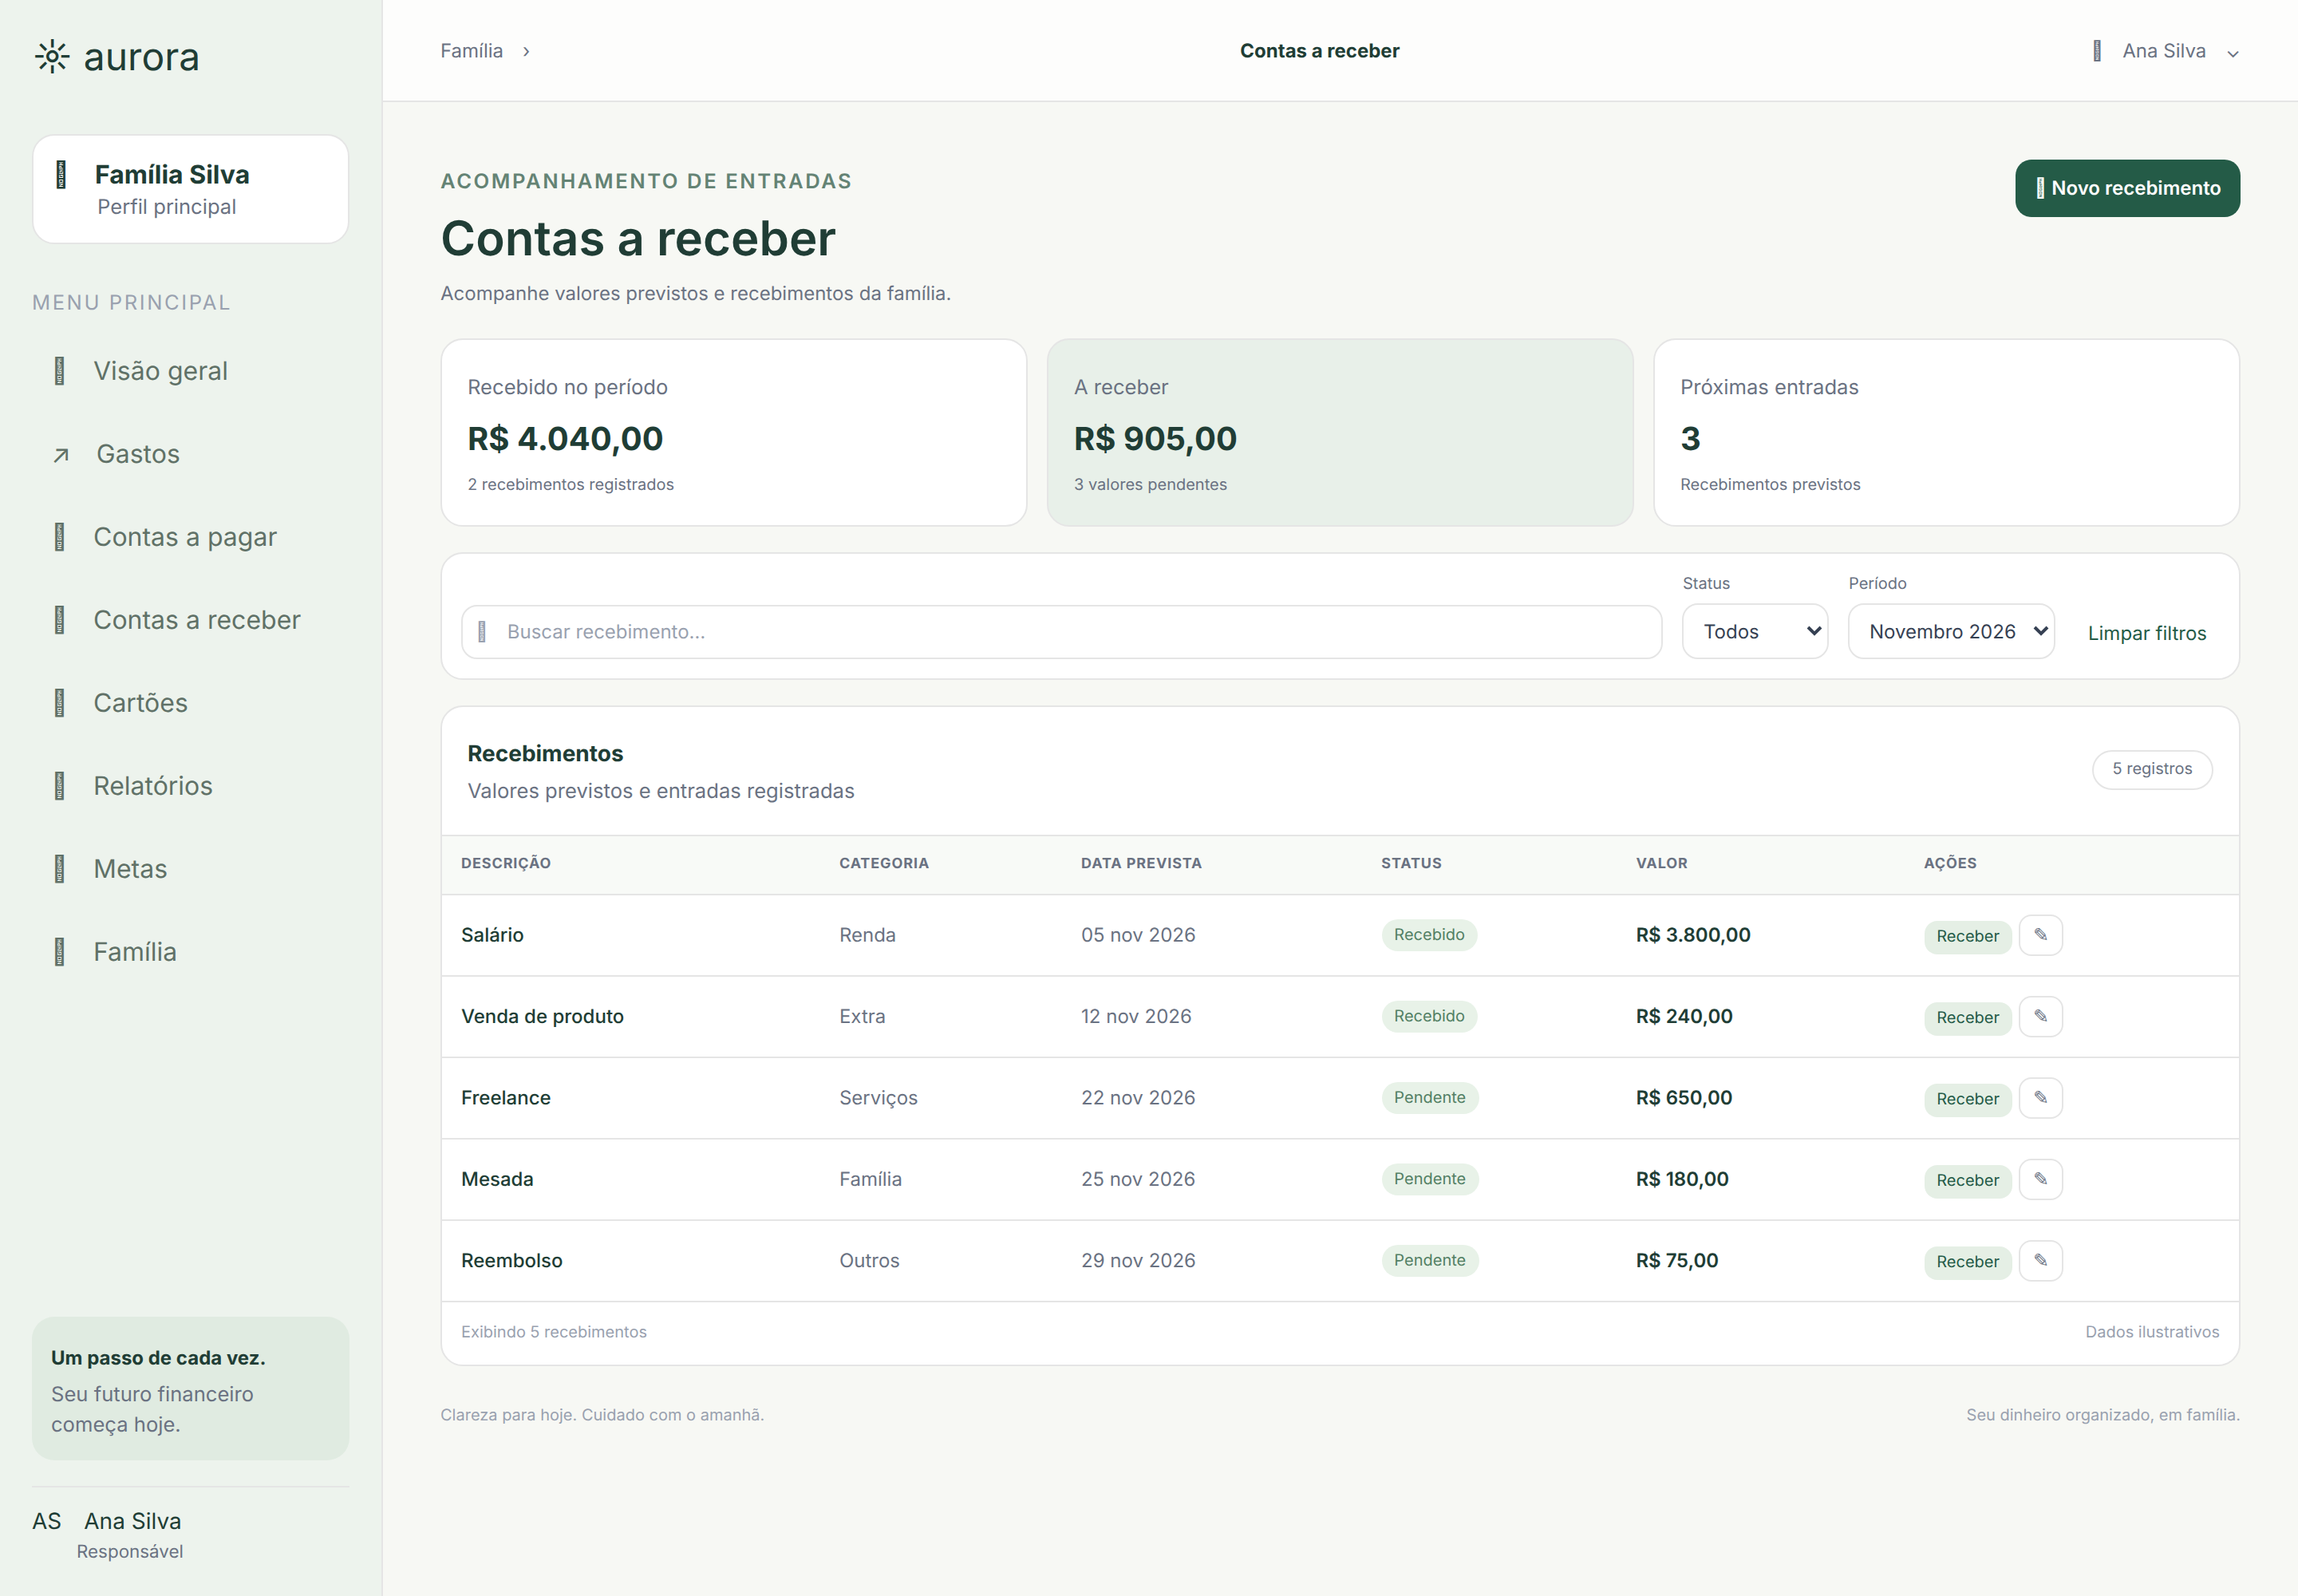 aurora
Família Silva
Perfil principal
MENU PRINCIPAL
Visão geral
↗ Gastos
Contas a pagar
Contas a receber
Cartões
Relatórios
Metas
Família
Um passo de cada vez.
Seu futuro financeiro
começa hoje.
AS Ana Silva
Responsável
Família ›
Contas a receber
Ana Silva
ACOMPANHAMENTO DE ENTRADAS
Contas a receber
Acompanhe valores previstos e recebimentos da família.
Novo recebimento
Recebido no período
R$ 4.040,00
2 recebimentos registrados
A receber
R$ 905,00
3 valores pendentes
Próximas entradas
3
Recebimentos previstos
Buscar recebimento...
Status
Todos
Período
Novembro 2026
Limpar filtros
Recebimentos
Valores previstos e entradas registradas
5 registros
DESCRIÇÃO CATEGORIA DATA PREVISTA STATUS VALOR AÇÕES
Salário Renda 05 nov 2026 Recebido R$ 3.800,00 Receber ✎
Venda de produto Extra 12 nov 2026 Recebido R$ 240,00 Receber ✎
Freelance Serviços 22 nov 2026 Pendente R$ 650,00 Receber ✎
Mesada Família 25 nov 2026 Pendente R$ 180,00 Receber ✎
Reembolso Outros 29 nov 2026 Pendente R$ 75,00 Receber ✎
Exibindo 5 recebimentos Dados ilustrativos
Clareza para hoje. Cuidado com o amanhã. Seu dinheiro organizado, em família.